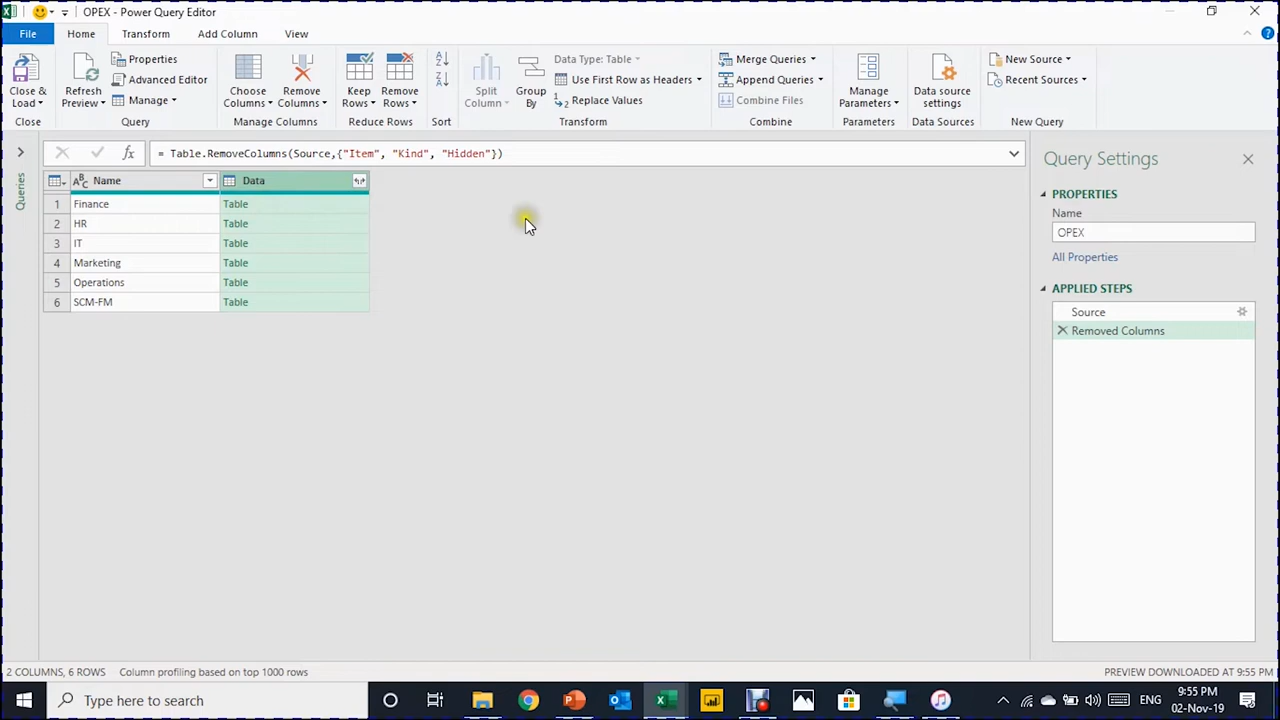 OPEX - Power Query Editor
File
Home
Transform
Add Column
View
Close & Load
Refresh Preview
Properties
Advanced Editor
Manage
Choose Columns
Remove Columns
Keep Rows
Remove Rows
Split Column
Group By
Data Type: Table
Use First Row as Headers
Replace Values
Merge Queries
Append Queries
Combine Files
Manage Parameters
Data source settings
New Source
Recent Sources
Close
Query
Manage Columns
Reduce Rows
Sort
Transform
Combine
Parameters
Data Sources
New Query
Queries
fx
= Table.RemoveColumns(Source,{"Item", "Kind", "Hidden"})
Name
Data
1 Finance Table
2 HR Table
3 IT Table
4 Marketing Table
5 Operations Table
6 SCM-FM Table
Query Settings
PROPERTIES
Name
OPEX
All Properties
APPLIED STEPS
Source
Removed Columns
2 COLUMNS, 6 ROWS
Column profiling based on top 1000 rows
PREVIEW DOWNLOADED AT 9:55 PM
Type here to search
ENG
9:55 PM
02-Nov-19